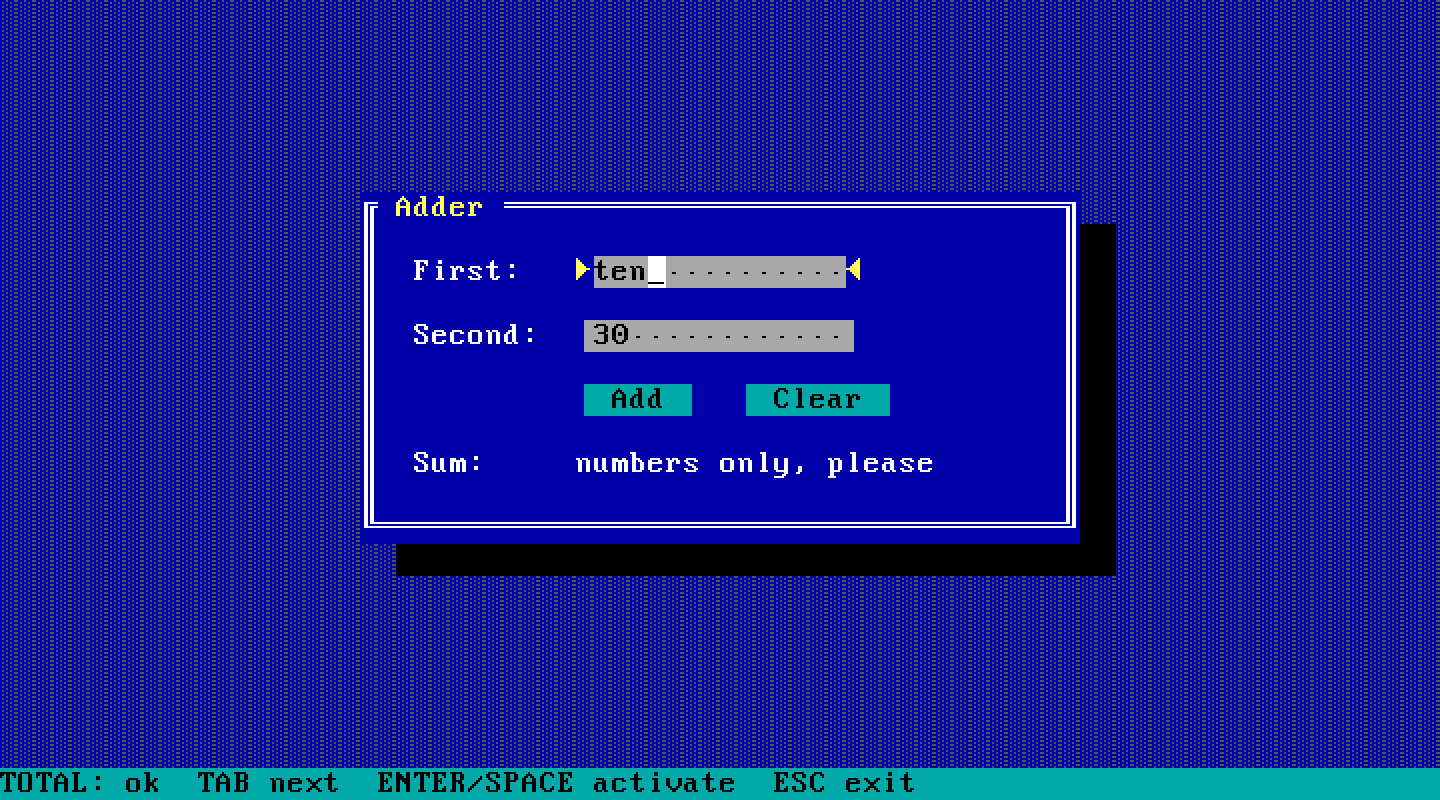 Adder
First: ten_
Second: 30
Add Clear
Sum: numbers only, please
TOTAL: ok TAB next ENTER/SPACE activate ESC exit